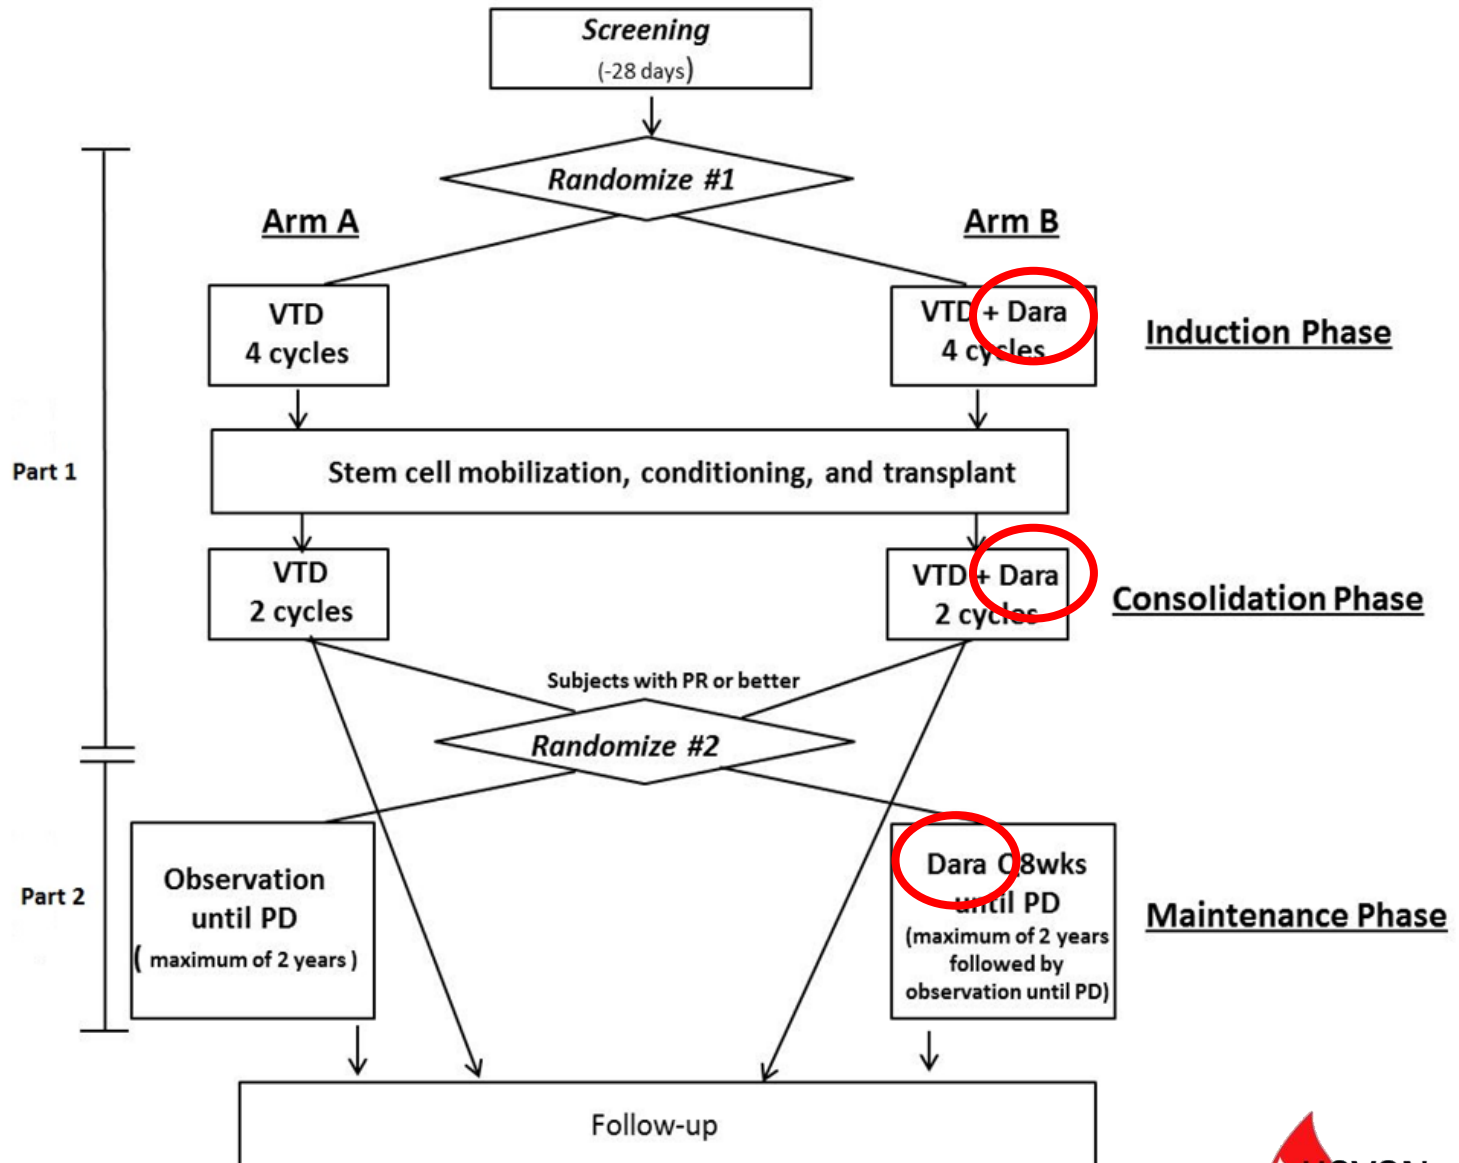 Screening
(-28 days)
Randomize #1
Arm A
Arm B
VTD
4 cycles
VTD + Dara
4 cycles
Induction Phase
Stem cell mobilization, conditioning, and transplant
Part 1
VTD
2 cycles
VTD + Dara
2 cycles
Consolidation Phase
Subjects with PR or better
Randomize #2
Observation
until PD
( maximum of 2 years )
Dara Q8wks
until PD
(maximum of 2 years
followed by
observation until PD)
Part 2
Maintenance Phase
Follow-up